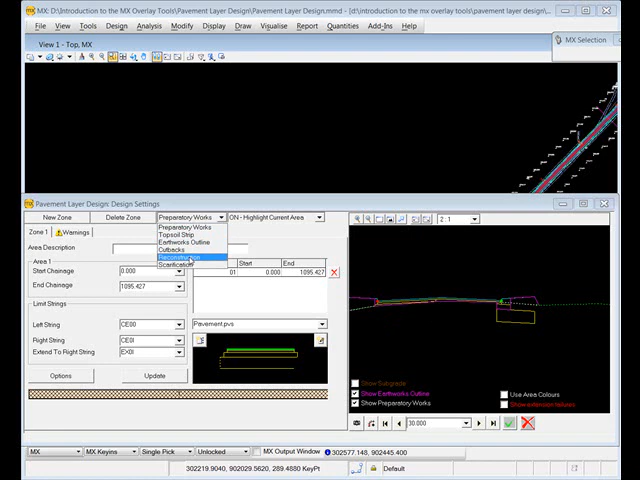 MX: D:\Introduction to the MX Overlay Tools\Pavement Layer Design\Pavement Layer Design.mmd - [d:\introduction to the mx overlay tools\pavement layer design\
File View Tools Design Analysis Modify Display Draw Visualise Report Quantities Add-Ins Help
View 1 - Top, MX
MX Selection
Pavement Layer Design: Design Settings
New Zone Delete Zone Preparatory Works ON - Highlight Current Area 2 : 1
Preparatory Works
Topsoil Strip
Earthworks Outline
Cutbacks
Reconstruction
Scarification
Zone 1 Warnings
Area Description
Area 1 Start End
Start Chainage 0.000 01 0.000 1095.427
End Chainage 1095.427
Limit Strings
Left String CE00 Pavement.pvs
Right String CE0I
Extend To Right String EX0I
Options Update
Show Subgrade
Show Earthworks Outline Use Area Colours
Show Preparatory Works Show extension failures
30.000
MX MX Keyins Single Pick Unlocked MX Output Window 302577.148, 902445.400
302219.9040, 902029.5620, 289.4880 KeyPt Default